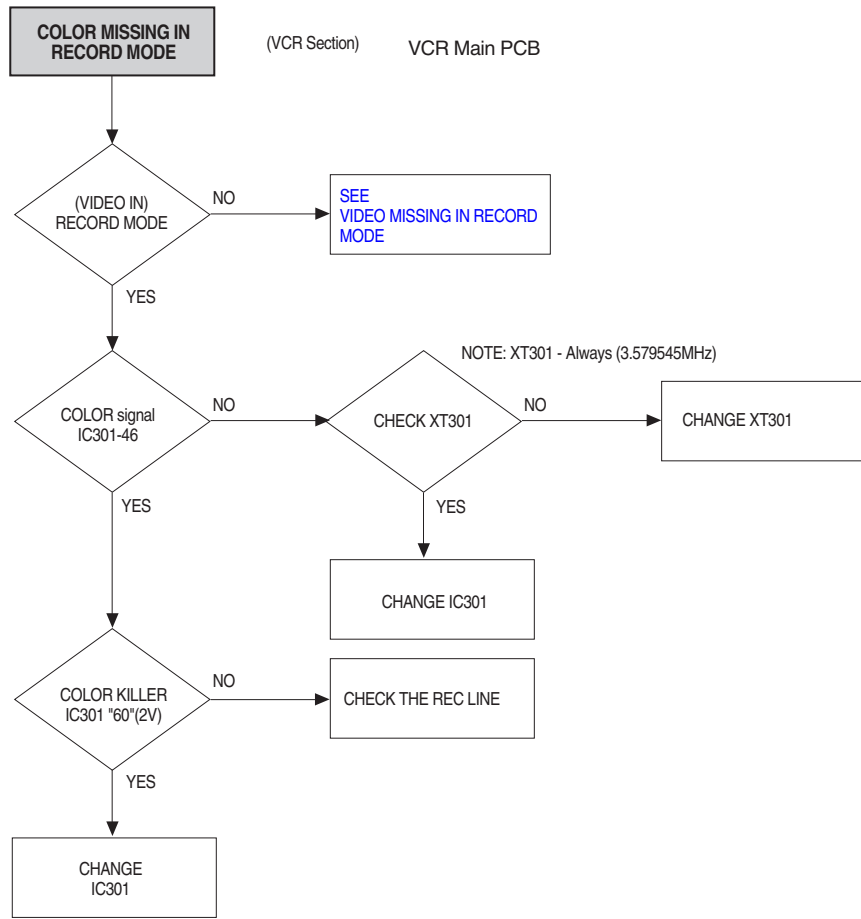 COLOR MISSING IN
RECORD MODE
(VCR Section)
VCR Main PCB
(VIDEO IN)
RECORD MODE
NO
SEE
VIDEO MISSING IN RECORD
MODE
YES
COLOR signal
IC301-46
NO
NOTE: XT301 - Always (3.579545MHz)
CHECK XT301
NO
CHANGE XT301
YES
YES
CHANGE IC301
COLOR KILLER
IC301 "60"(2V)
NO
CHECK THE REC LINE
YES
CHANGE
IC301